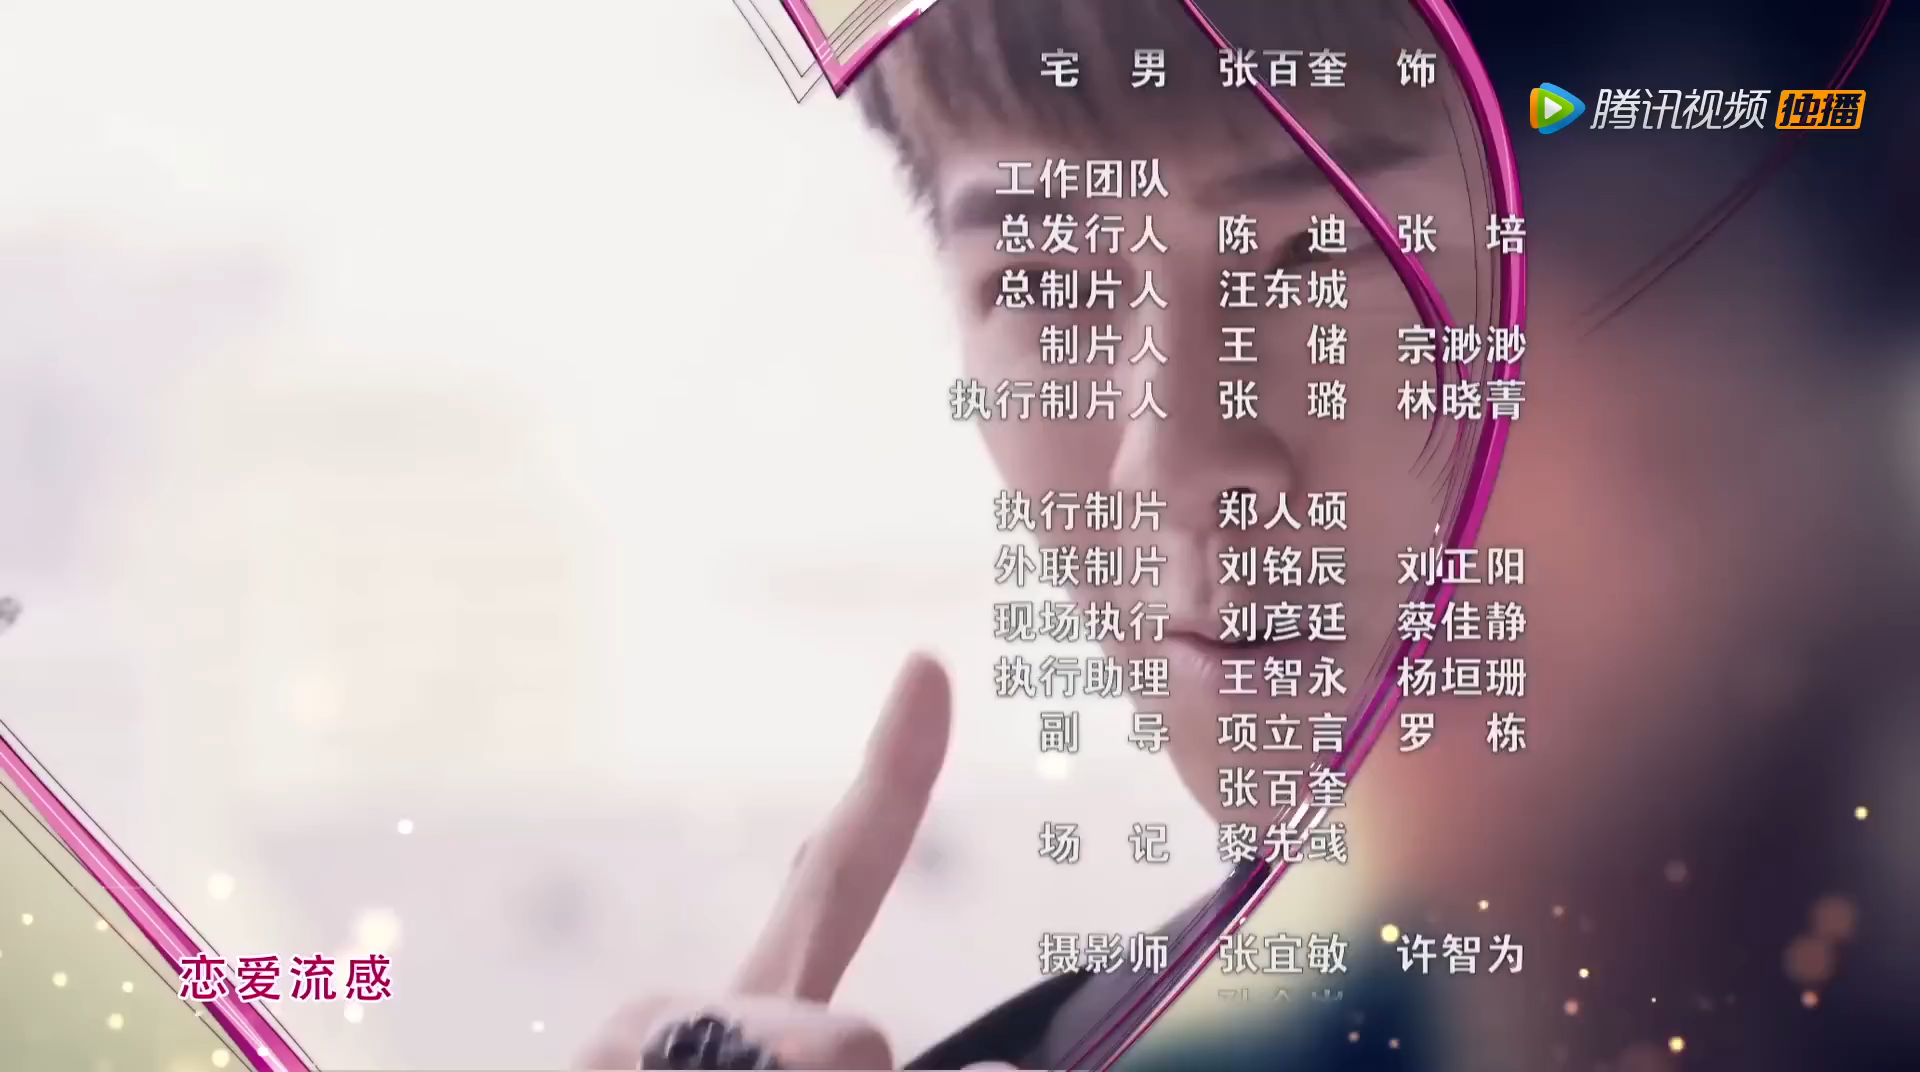 宅 男 张百奎 饰
腾讯视频 独播
工作团队
总发行人 陈 迪 张 培
总制片人 汪东城
制片人 王 储 宗渺渺
执行制片人 张 璐 林晓菁
执行制片 郑人硕
外联制片 刘铭辰 刘正阳
现场执行 刘彦廷 蔡佳静
执行助理 王智永 杨垣珊
副 导 项立言 罗 栋
张百奎
场 记 黎先彧
摄影师 张宜敏 许智为
恋爱流感